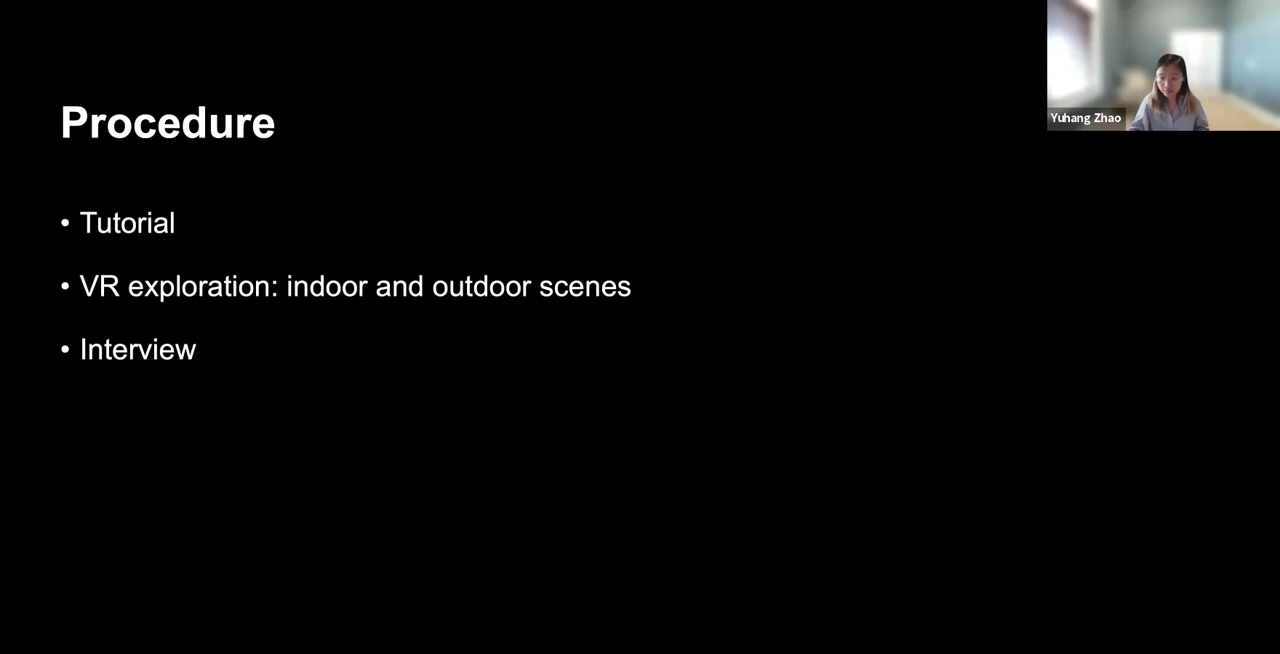 Procedure
• Tutorial
• VR exploration: indoor and outdoor scenes
• Interview
Yuhang Zhao